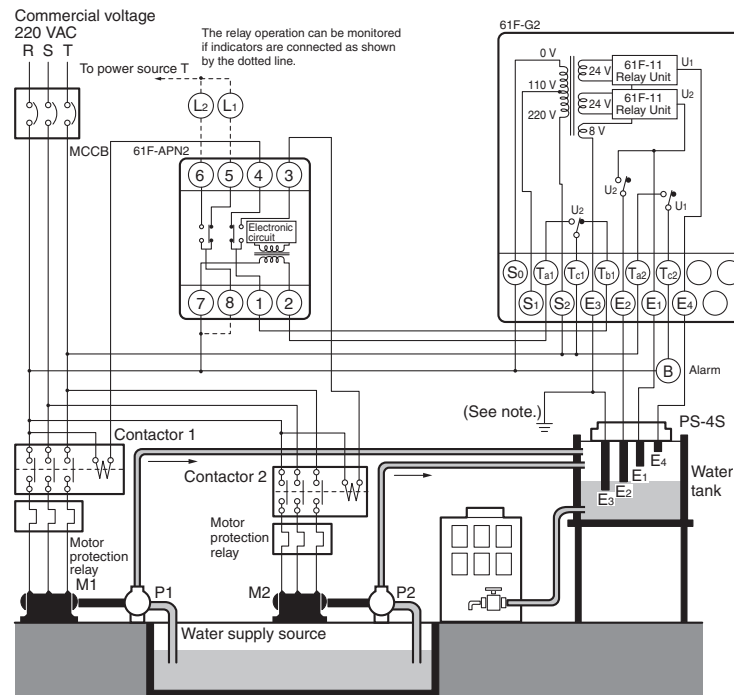 Commercial voltage
220 VAC
R S T
The relay operation can be monitored
if indicators are connected as shown
by the dotted line.
To power source T
L2 L1
MCCB
61F-APN2
6 5 4 3
Electronic
circuit
7 8 1 2
61F-G2
0 V
110 V
220 V
24 V
61F-11
Relay Unit
U1
24 V
61F-11
Relay Unit
U2
8 V
U2
U2
U1
S0 Ta1 Tc1 Tb1 Ta2 Tc2
S1 S2 E3 E2 E1 E4
B Alarm
(See note.)
PS-4S
Contactor 1
Contactor 2
E4
E1
E2
E3
Water
tank
Motor
protection
relay
Motor
protection
relay
M1 P1 M2 P2
Water supply source